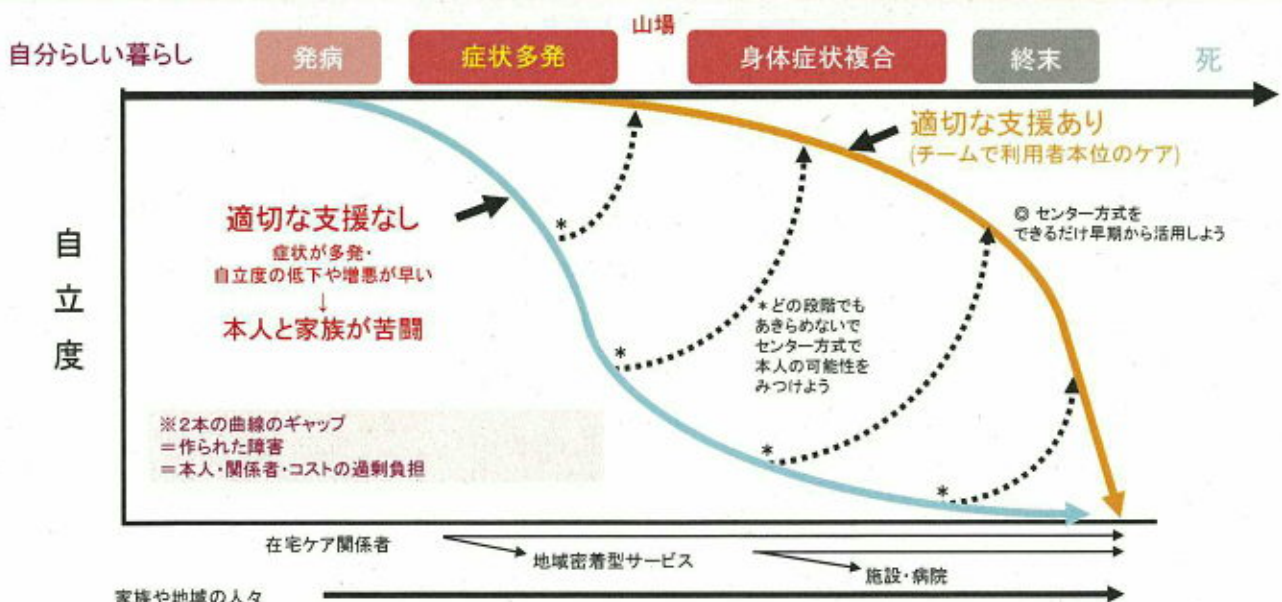 山場
自分らしい暮らし
発病
症状多発
身体症状複合
終末
死
適切な支援あり
(チームで利用者本位のケア)
適切な支援なし
症状が多発・
自立度の低下や増悪が早い
↓
本人と家族が苦闘
◎ センター方式を
できるだけ早期から活用しよう
自立度
*
*
*
*
*どの段階でも
あきらめないで
センター方式で
本人の可能性を
みつけよう
※2本の曲線のギャップ
=作られた障害
=本人・関係者・コストの過剰負担
在宅ケア関係者
地域密着型サービス
施設・病院
家族や地域の人々